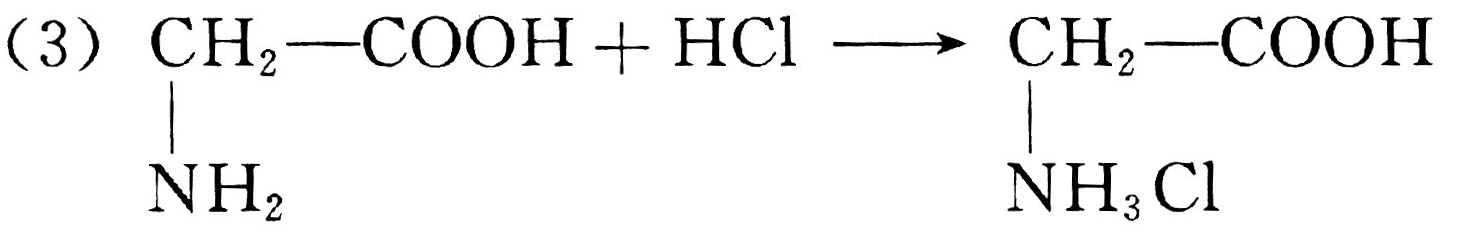 (3) CH₂—COOH + HCl ⟶ CH₂—COOH
NH₂ NH₃Cl